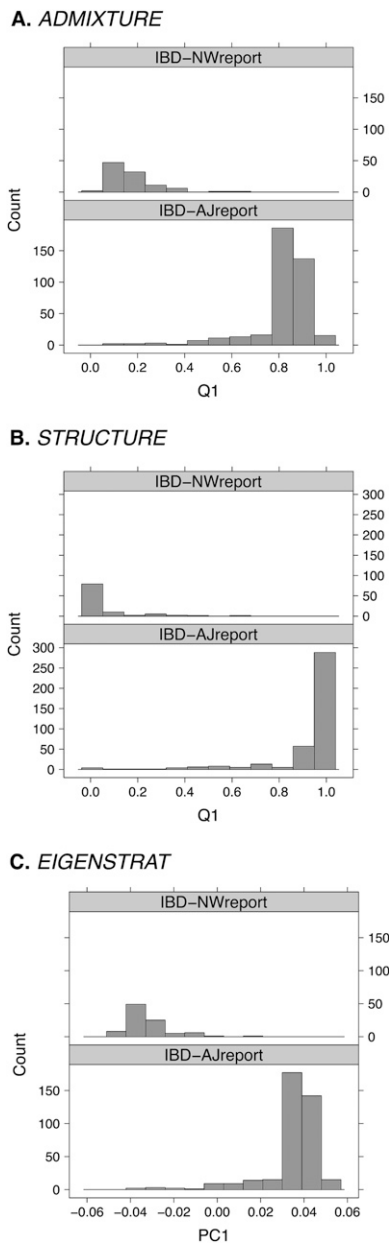 A. ADMIXTURE
IBD−NWreport
150
100
50
0
Count
IBD−AJreport
150
100
50
0
0.0 0.2 0.4 0.6 0.8 1.0
Q1
B. STRUCTURE
IBD−NWreport
300
250
200
150
100
50
0
Count
IBD−AJreport
300
250
200
150
100
50
0
0.0 0.2 0.4 0.6 0.8 1.0
Q1
C. EIGENSTRAT
IBD−NWreport
150
100
50
0
Count
IBD−AJreport
150
100
50
0
−0.06 −0.04 −0.02 0.00 0.02 0.04 0.06
PC1